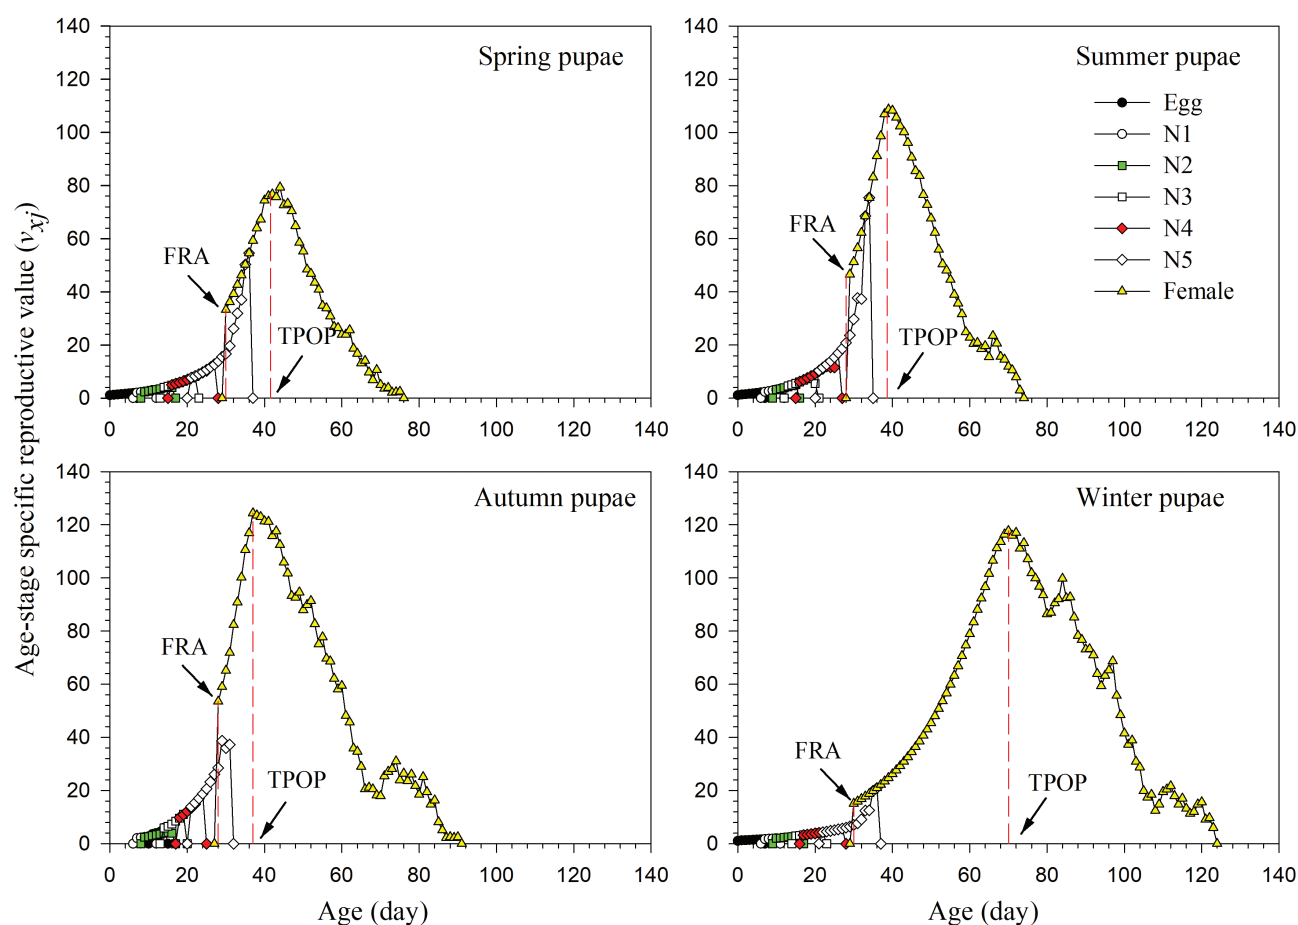 Age-stage specific reproductive value (vxj)
140
120
100
80
60
40
20
0
Spring pupae
FRA
TPOP
0 20 40 60 80 100 120 140
140
120
100
80
60
40
20
0
Summer pupae
Egg
N1
N2
N3
N4
N5
Female
FRA
TPOP
0 20 40 60 80 100 120 140
140
120
100
80
60
40
20
0
Autumn pupae
FRA
TPOP
0 20 40 60 80 100 120 140
Age (day)
140
120
100
80
60
40
20
0
Winter pupae
FRA
TPOP
0 20 40 60 80 100 120 140
Age (day)